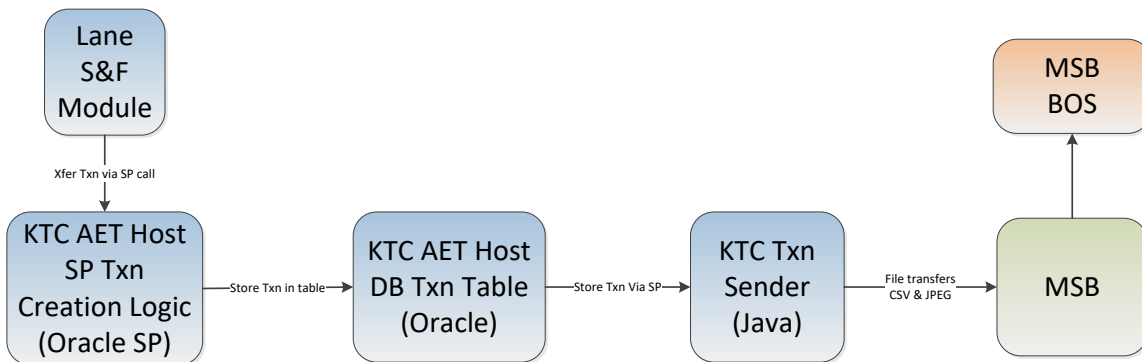 Lane
S&F
Module
MSB
BOS
Xfer Txn via SP call
KTC AET Host
SP Txn
Creation Logic
(Oracle SP)
Store Txn in table
KTC AET Host
DB Txn Table
(Oracle)
Store Txn Via SP
KTC Txn
Sender
(Java)
File transfers
CSV & JPEG
MSB